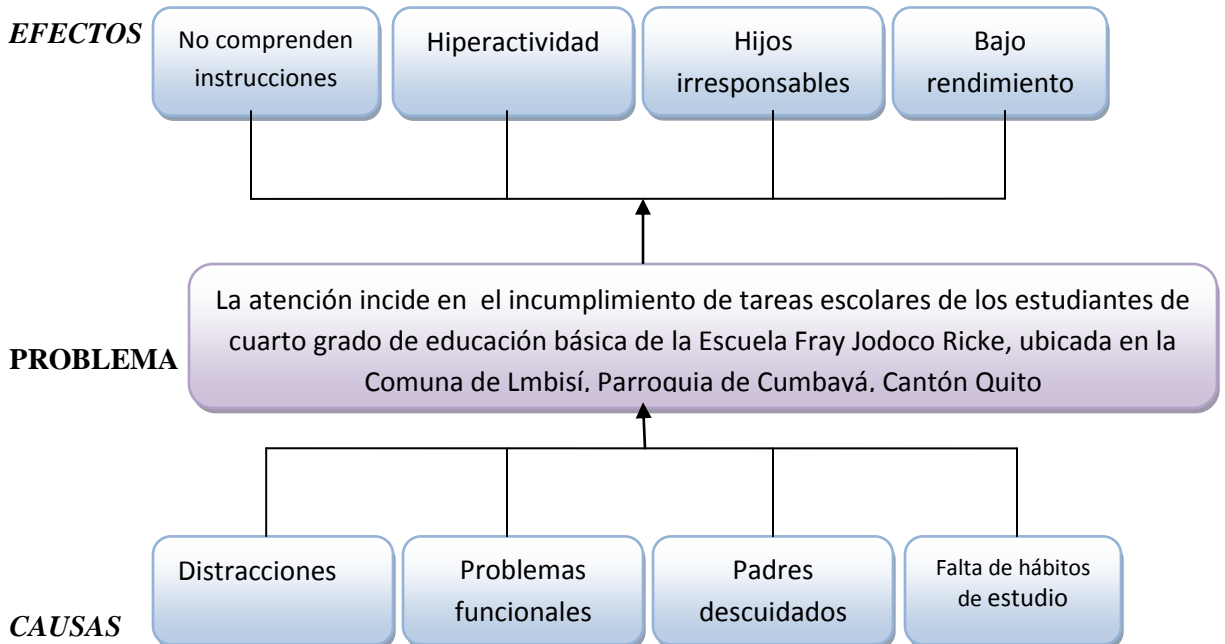 EFECTOS
No comprenden
instrucciones
Hiperactividad
Hijos
irresponsables
Bajo
rendimiento
PROBLEMA
La atención incide en el incumplimiento de tareas escolares de los estudiantes de
cuarto grado de educación básica de la Escuela Fray Jodoco Ricke, ubicada en la
Comuna de Lmbisí, Parroquia de Cumbayá, Cantón Quito
Distracciones
Problemas
funcionales
Padres
descuidados
Falta de hábitos
de estudio
CAUSAS